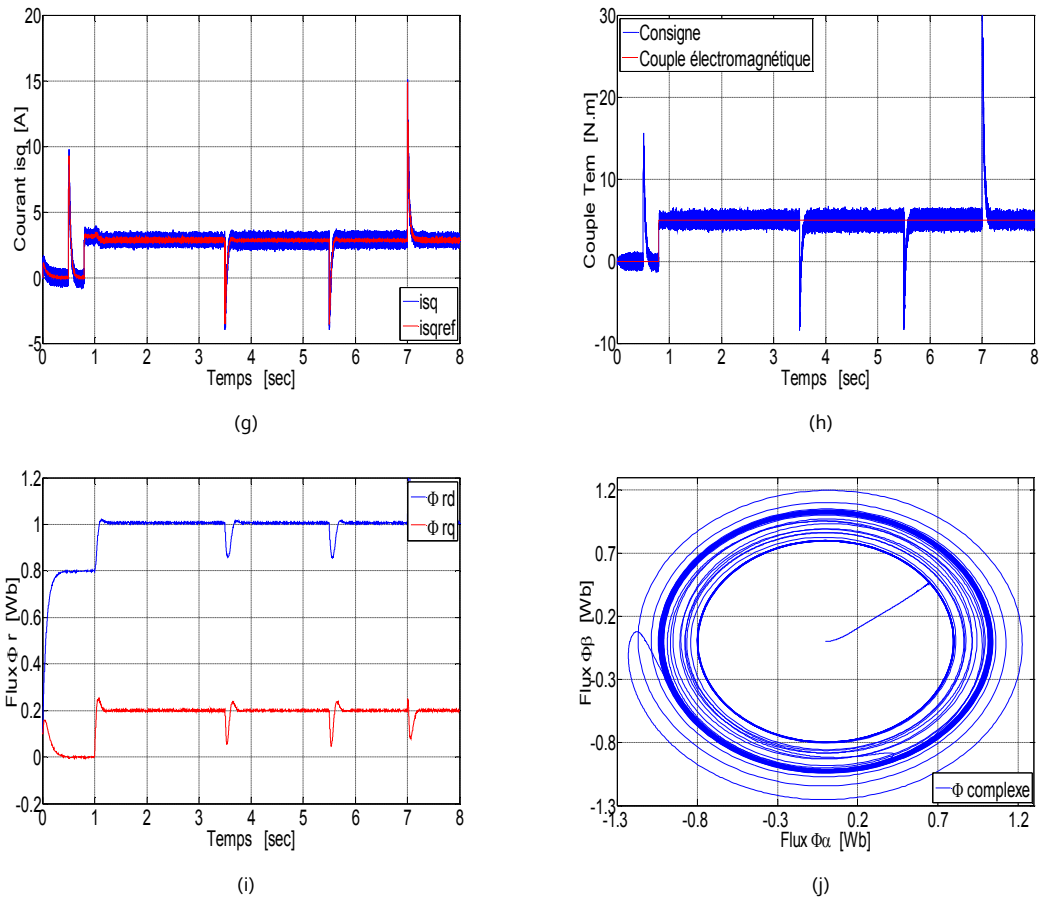 20
15
10
5
0
-5
0 1 2 3 4 5 6 7 8
Courant isq [A]
Temps [sec]
isq
isqref
(g)
30
20
10
0
-10
0 1 2 3 4 5 6 7 8
Couple Tem [N.m]
Temps [sec]
Consigne
Couple électromagnétique
(h)
1.2
1
0.8
0.6
0.4
0.2
0
-0.2
0 1 2 3 4 5 6 7 8
Flux Φ r [Wb]
Temps [sec]
Φ rd
Φ rq
(i)
1.2
0.7
0.2
-0.3
-0.8
-1.3
-1.3 -0.8 -0.3 0.2 0.7 1.2
Flux Φβ [Wb]
Flux Φα [Wb]
Φ complexe
(j)